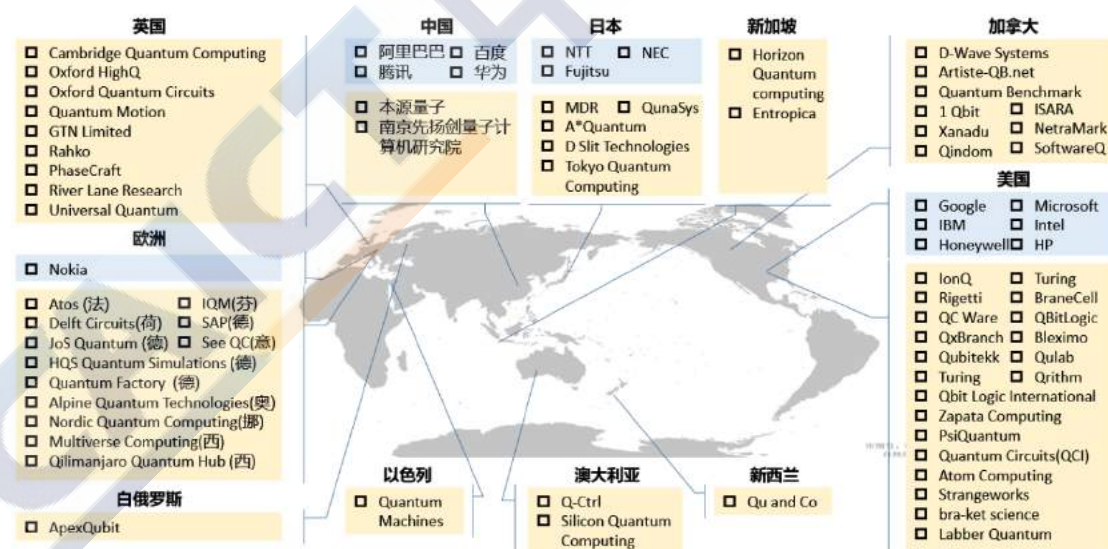 英国
Cambridge Quantum Computing
Oxford HighQ
Oxford Quantum Circuits
Quantum Motion
GTN Limited
Rahko
PhaseCraft
River Lane Research
Universal Quantum
欧洲
Nokia
Atos (法) IQM(芬)
Delft Circuits(荷) SAP(德)
JoS Quantum (德) See QC(意)
HQS Quantum Simulations (德)
Quantum Factory (德)
Alpine Quantum Technologies(奥)
Nordic Quantum Computing(挪)
Multiverse Computing(西)
Qilimanjaro Quantum Hub (西)
白俄罗斯
ApexQubit
中国
阿里巴巴 百度
腾讯 华为
本源量子
南京先扬创量子计
算机研究院
日本
NTT NEC
Fujitsu
MDR QunaSys
A*Quantum
D Slit Technologies
Tokyo Quantum
Computing
新加坡
Horizon
Quantum
computing
Entropica
加拿大
D-Wave Systems
Artiste-QB.net
Quantum Benchmark
1 Qbit ISARA
Xanadu NetraMark
Qindom SoftwareQ
美国
Google Microsoft
IBM Intel
Honeywell HP
IonQ Turing
Rigetti BraneCell
QC Ware QBitLogic
QxBranch Bleximo
Qubitekk Qulab
Turing Qrithm
Qbit Logic International
Zapata Computing
PsiQuantum
Quantum Circuits(QCI)
Atom Computing
Strangeworks
bra-ket science
Labber Quantum
以色列
Quantum
Machines
澳大利亚
Q-Ctrl
Silicon Quantum
Computing
新西兰
Qu and Co
CAICT